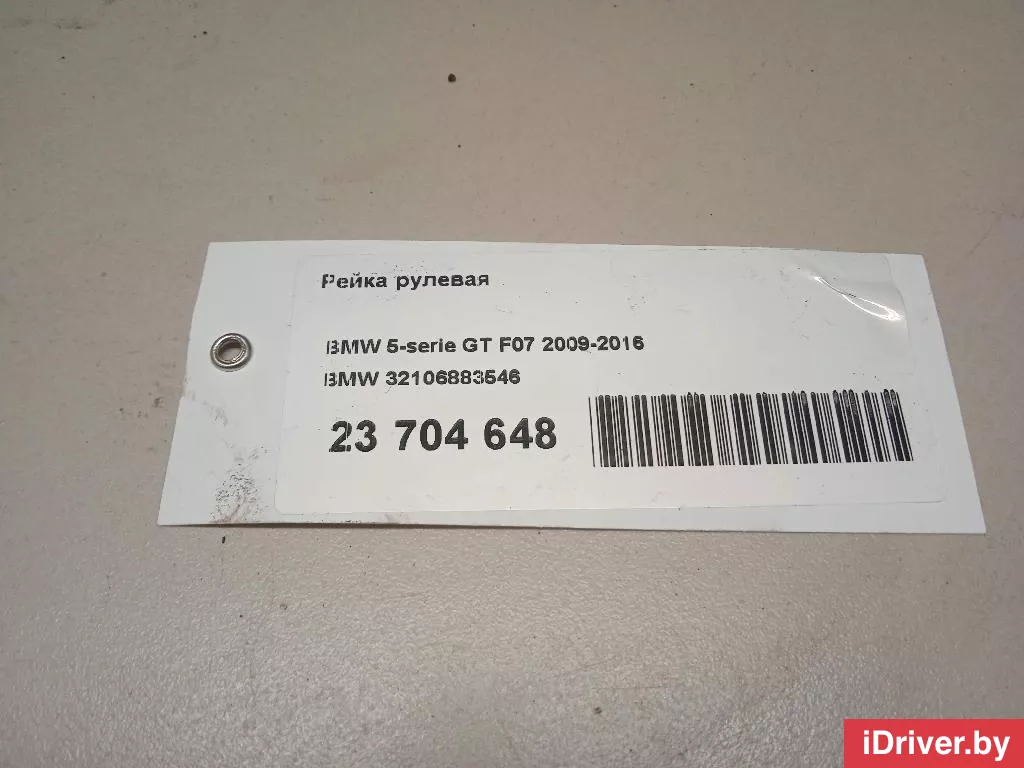 Рейка рулевая
BMW 5-serie GT F07 2009-2016
BMW 32106883546
23 704 648
iDriver.by